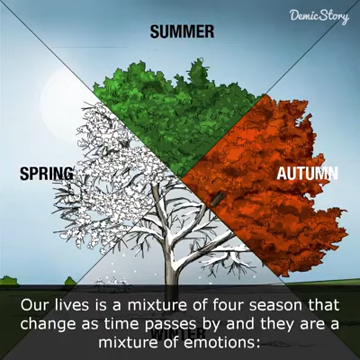 DemicStory
SUMMER
SPRING
AUTUMN
WINTER
Our lives is a mixture of four season that
change as time passes by and they are a
mixture of emotions: